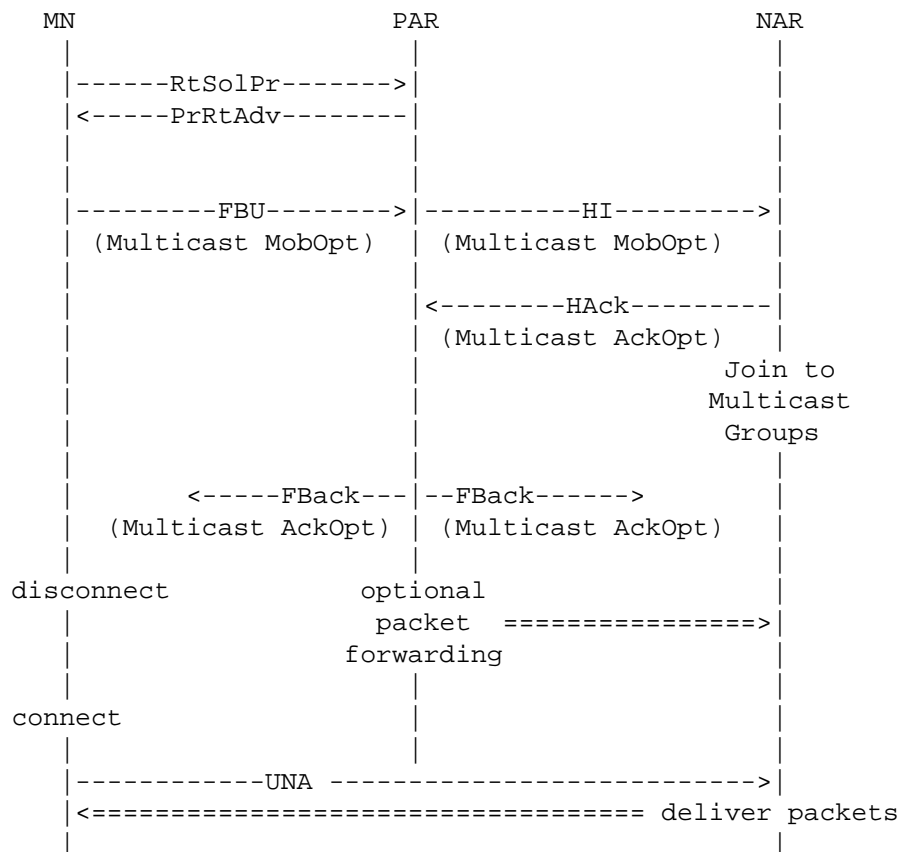 MN PAR NAR
------RtSolPr------->
<-----PrRtAdv--------
---------FBU--------> ----------HI--------->
(Multicast MobOpt) (Multicast MobOpt)
<--------HAck---------
(Multicast AckOpt)
Join to
Multicast
Groups
<-----FBack--- --FBack------>
(Multicast AckOpt) (Multicast AckOpt)
disconnect optional
packet ================>
forwarding
connect
------------UNA --------------------------->
<=================================== deliver packets